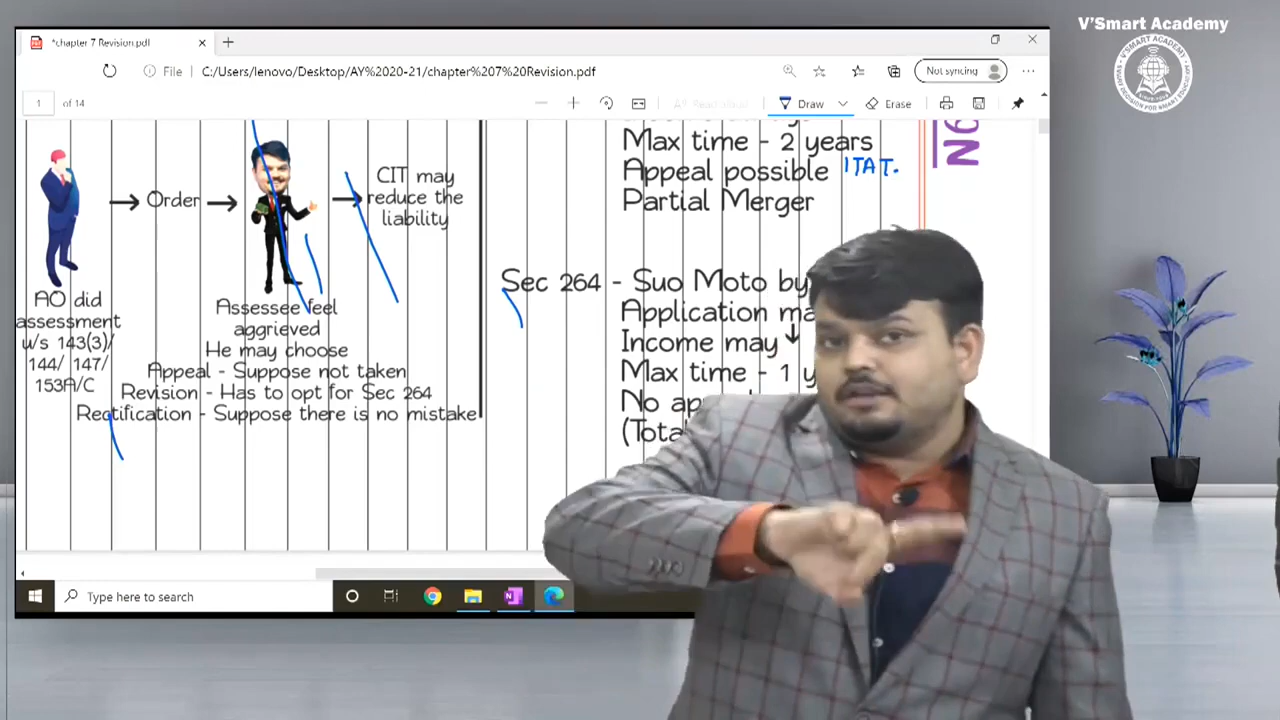 V'Smart Academy
*chapter 7 Revision.pdf
File
C:/Users/lenovo/Desktop/AY%2020-21/chapter%207%20Revision.pdf
Not syncing
1 of 14
Draw
Erase
Max time - 2 years
Appeal possible ITAT.
Partial Merger
Order
CIT may
reduce the
liability
AO did
assessment
u/s 143(3)/
144/ 147/
153A/C
Assessee feel
aggrieved
He may choose
Appeal - Suppose not taken
Revision - Has to opt for Sec 264
Rectification - Suppose there is no mistake
Sec 264 - Suo Moto by
Application
Income may
Max time - 1
No
(Total
Type here to search